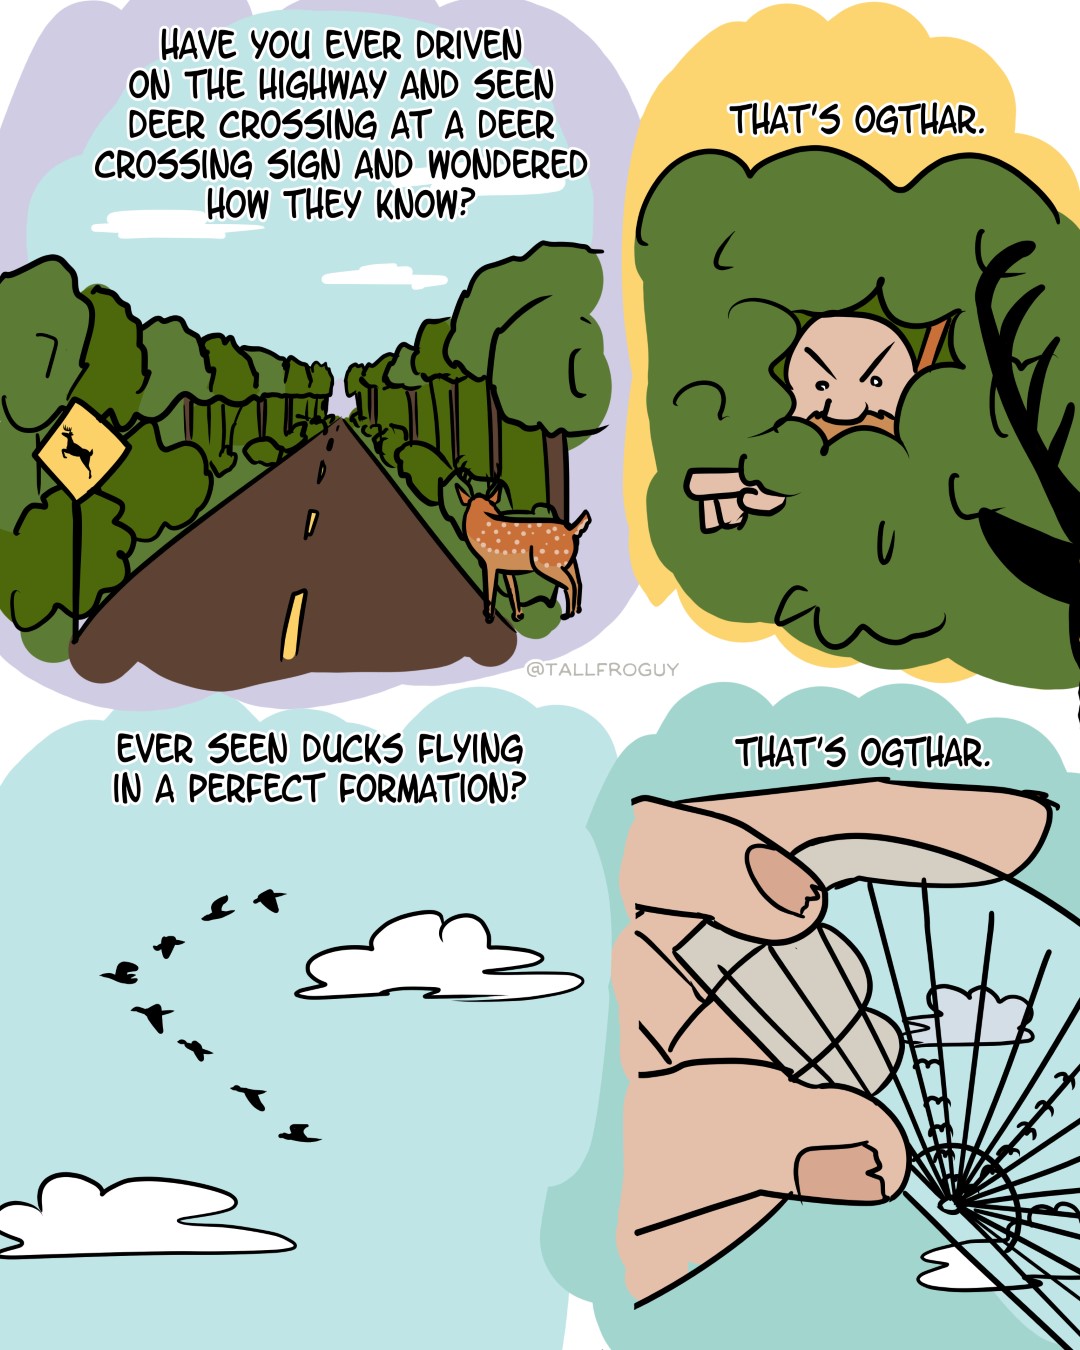 HAVE YOU EVER DRIVEN
ON THE HIGHWAY AND SEEN
DEER CROSSING AT A DEER
CROSSING SIGN AND WONDERED
HOW THEY KNOW?
THAT'S OGTHAR.
@TALLFROGUY
EVER SEEN DUCKS FLYING
IN A PERFECT FORMATION?
THAT'S OGTHAR.